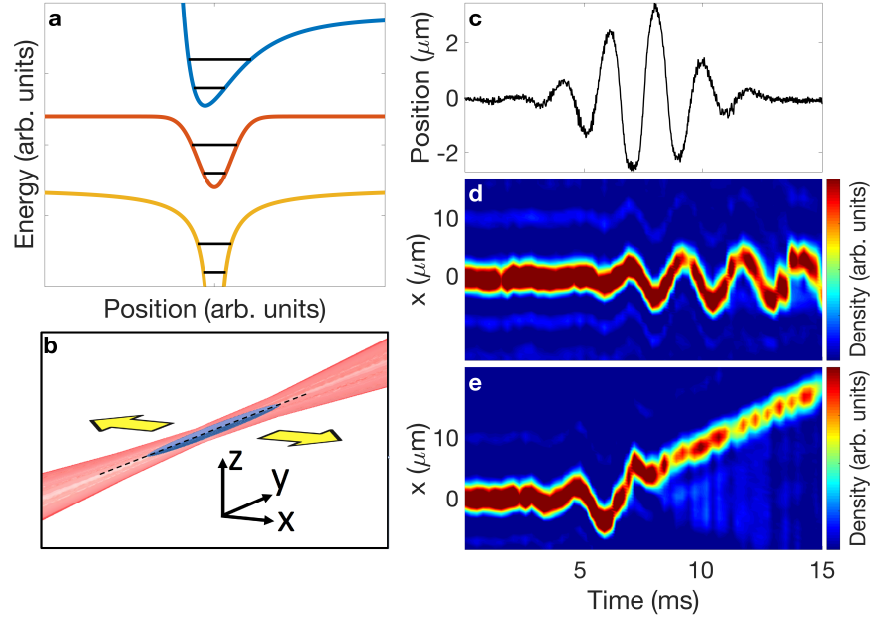 a
Energy (arb. units)
Position (arb. units)
b
z
y
x
c
Position (μm)
2
0
-2
d
x (μm)
10
0
Density (arb. units)
e
x (μm)
10
0
Density (arb. units)
5
10
15
Time (ms)